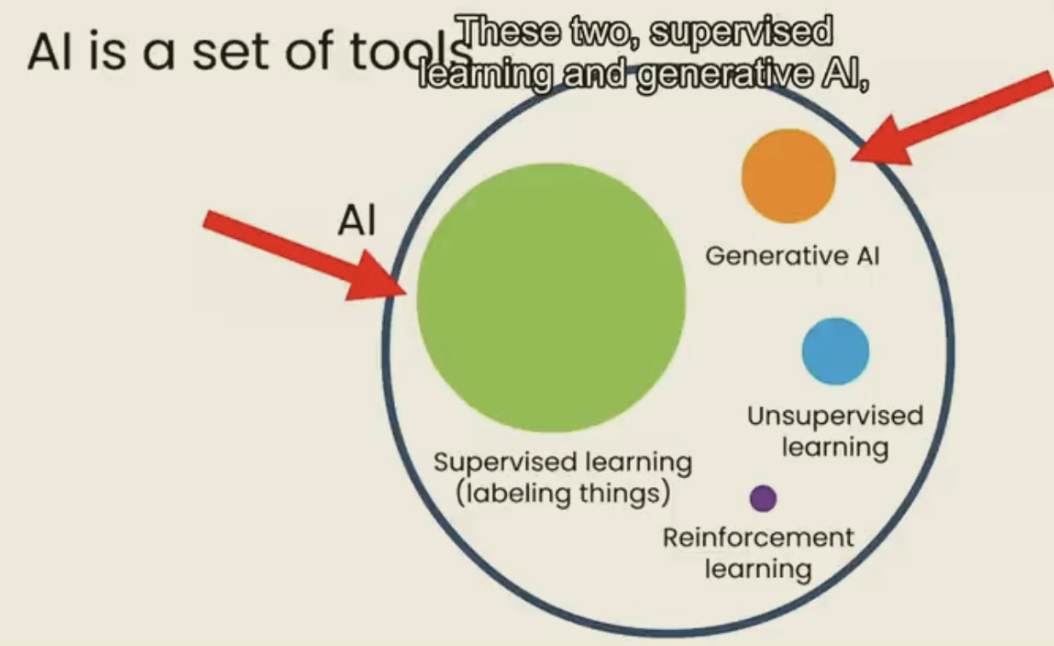 AI is a set of tools
These two, supervised
learning and generative AI,
AI
Generative AI
Unsupervised
learning
Supervised learning
(labeling things)
Reinforcement
learning